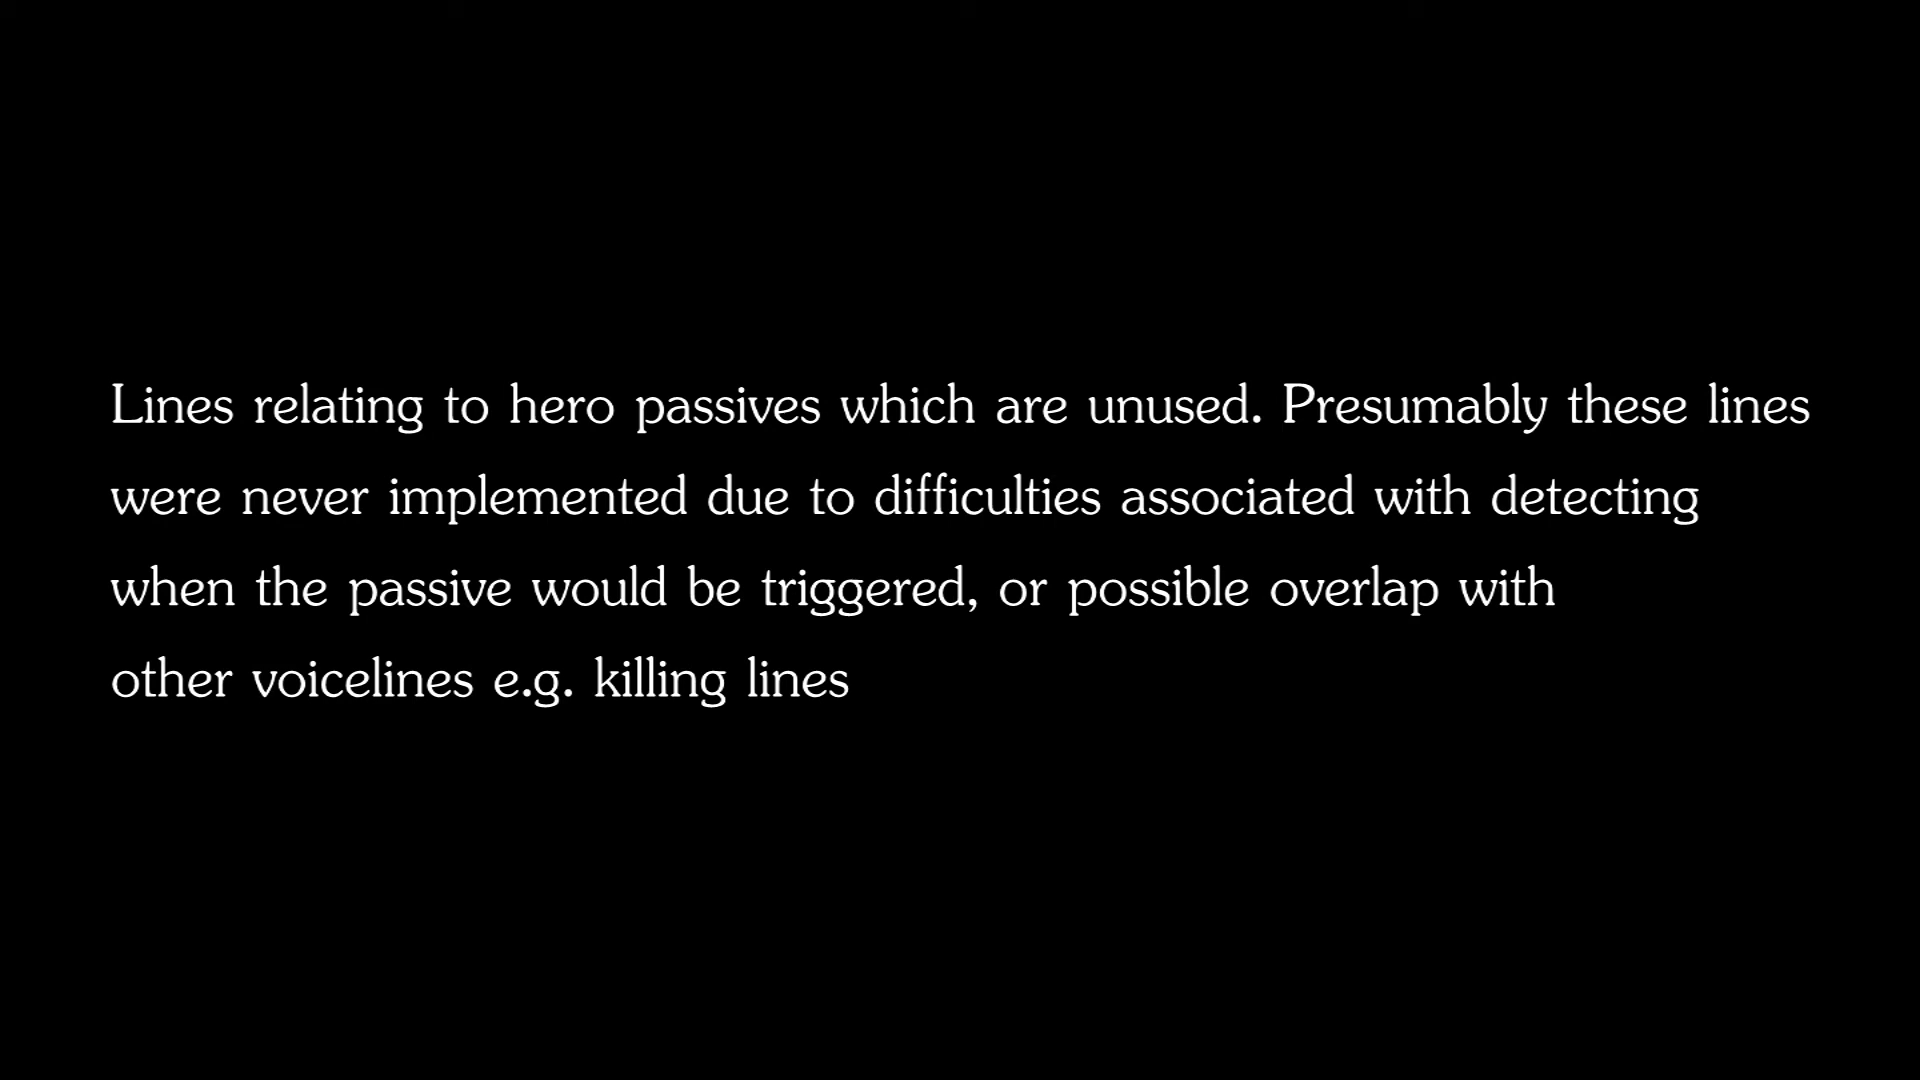 Lines relating to hero passives which are unused. Presumably these lines
were never implemented due to difficulties associated with detecting
when the passive would be triggered, or possible overlap with
other voicelines e.g. killing lines